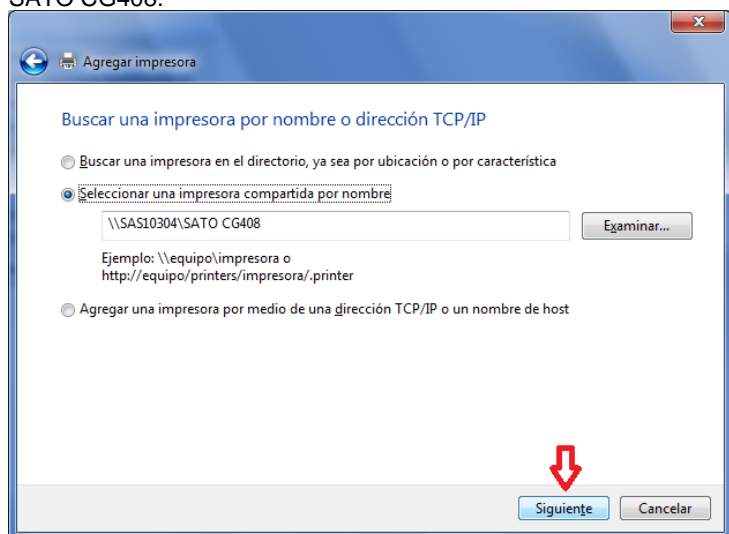 SATO CG408.
Agregar impresora
Buscar una impresora por nombre o dirección TCP/IP
Buscar una impresora en el directorio, ya sea por ubicación o por característica
Seleccionar una impresora compartida por nombre
\\SAS10304\SATO CG408
Examinar...
Ejemplo: \\equipo\impresora o
http://equipo/printers/impresora/.printer
Agregar una impresora por medio de una dirección TCP/IP o un nombre de host
Siguiente
Cancelar